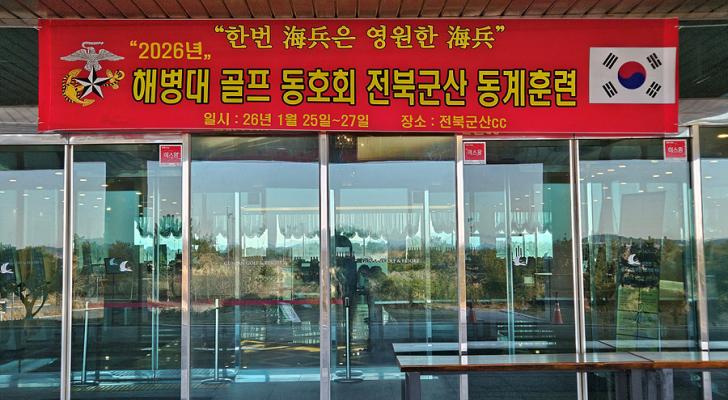 “한번 海兵은 영원한 海兵”
“2026년„
해병대 골프 동호회 전북군산 동계훈련
일시 : 26년 1월 25일~27일 장소 : 전북군산cc